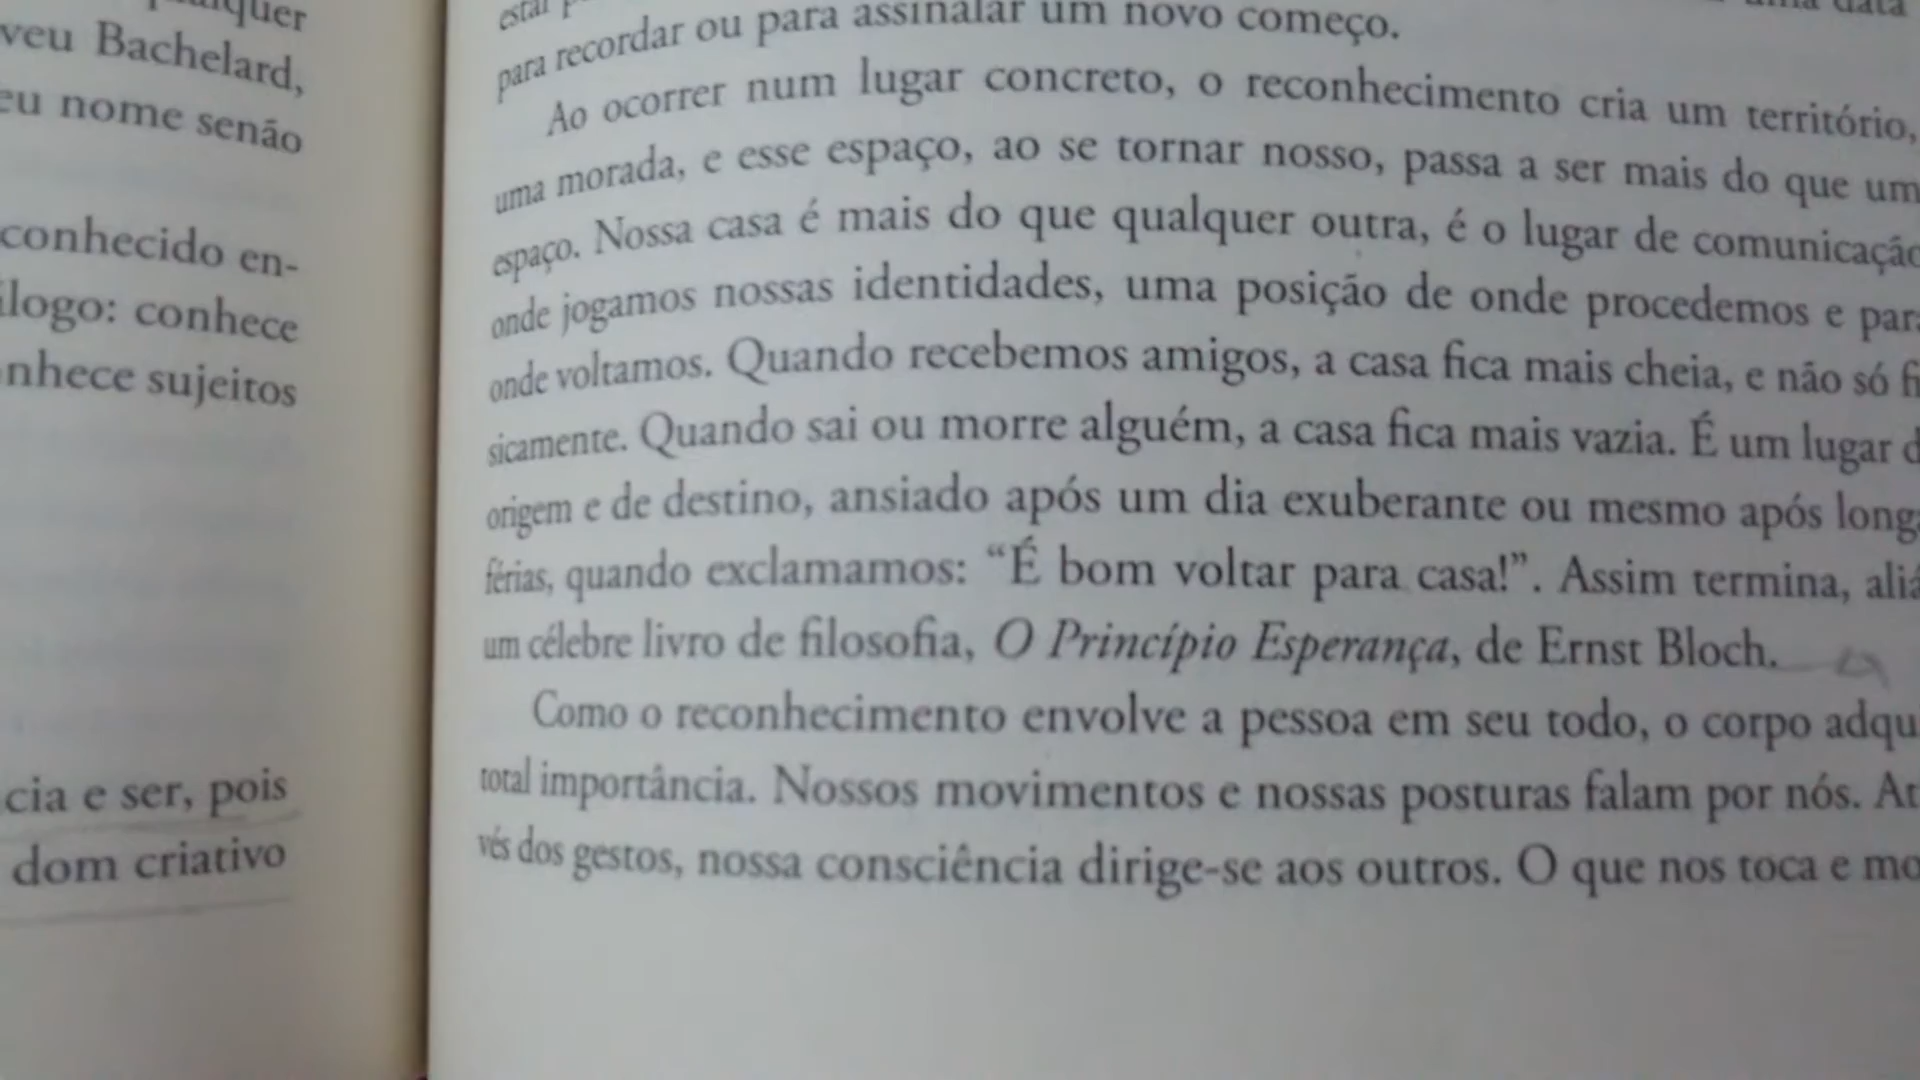 veu Bachelard,
eu nome senão
conhecido en-
logo: conhece
nhece sujeitos
cia e ser, pois
dom criativo
para recordar ou para assinalar um novo começo.
Ao ocorrer num lugar concreto, o reconhecimento cria um território,
uma morada, e esse espaço, ao se tornar nosso, passa a ser mais do que um
espaço. Nossa casa é mais do que qualquer outra, é o lugar de comunicação
onde jogamos nossas identidades, uma posição de onde procedemos e par
onde voltamos. Quando recebemos amigos, a casa fica mais cheia, e não só fi
sicamente. Quando sai ou morre alguém, a casa fica mais vazia. É um lugar d
origem e de destino, ansiado após um dia exuberante ou mesmo após long
férias, quando exclamamos: “É bom voltar para casa!”. Assim termina, aliá
um célebre livro de filosofia, O Princípio Esperança, de Ernst Bloch.
Como o reconhecimento envolve a pessoa em seu todo, o corpo adqu
total importância. Nossos movimentos e nossas posturas falam por nós. At
vés dos gestos, nossa consciência dirige-se aos outros. O que nos toca e mo